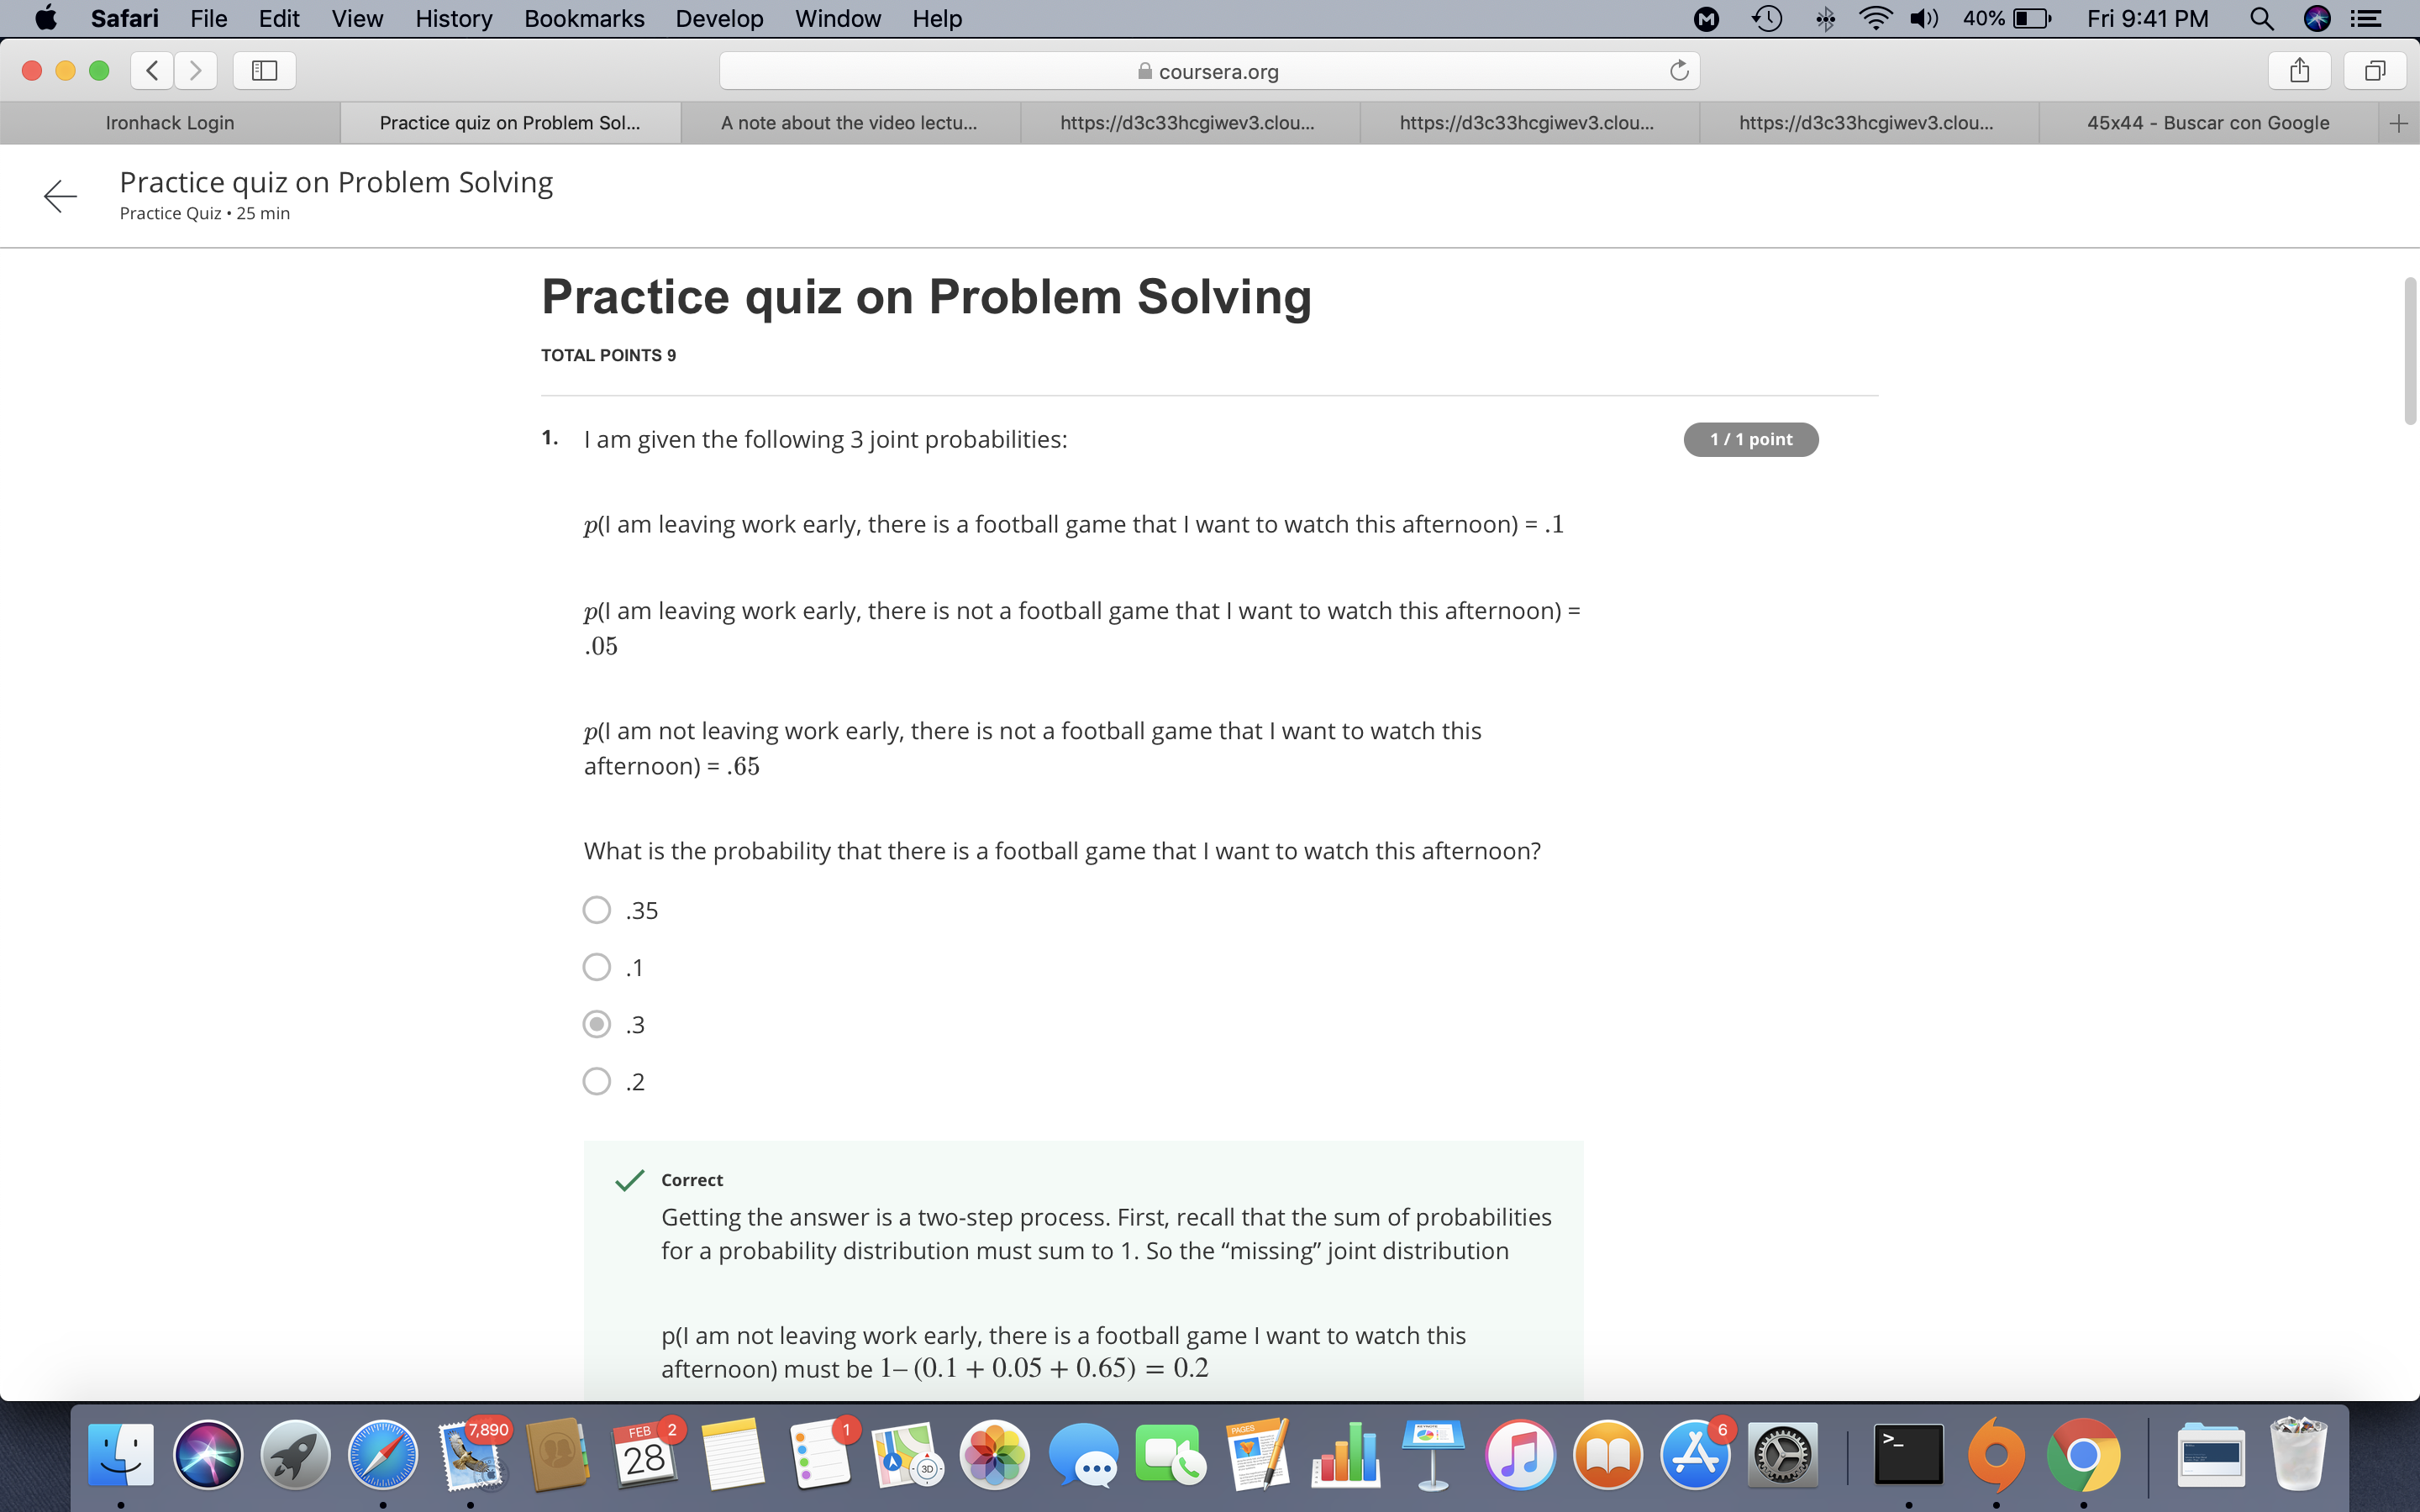 Safari File Edit View History Bookmarks Develop Window Help 40% Fri 9:41 PM
coursera.org
Ironhack Login Practice quiz on Problem Sol... A note about the video lectu... https://d3c33hcgiwev3.clou... https://d3c33hcgiwev3.clou... https://d3c33hcgiwev3.clou... 45x44 - Buscar con Google
Practice quiz on Problem Solving
Practice Quiz • 25 min
Practice quiz on Problem Solving
TOTAL POINTS 9
1. I am given the following 3 joint probabilities: 1 / 1 point
p(I am leaving work early, there is a football game that I want to watch this afternoon) = .1
p(I am leaving work early, there is not a football game that I want to watch this afternoon) =
.05
p(I am not leaving work early, there is not a football game that I want to watch this
afternoon) = .65
What is the probability that there is a football game that I want to watch this afternoon?
.35
.1
.3
.2
Correct
Getting the answer is a two-step process. First, recall that the sum of probabilities
for a probability distribution must sum to 1. So the “missing” joint distribution
p(I am not leaving work early, there is a football game I want to watch this
afternoon) must be 1– (0.1 + 0.05 + 0.65) = 0.2
7,890 FEB 28 2 1 3D PAGES 6 >_